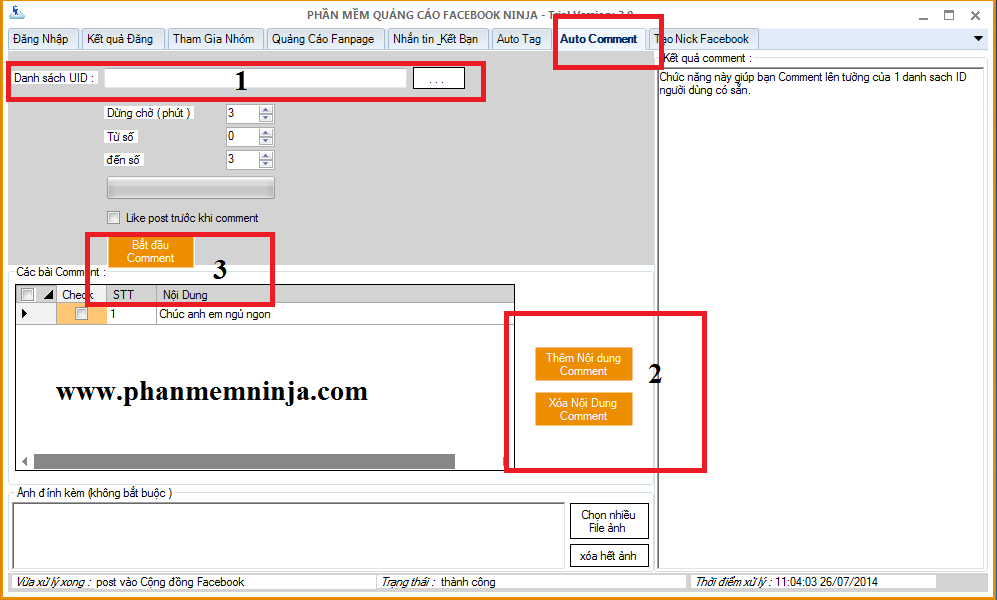 PHẦN MỀM QUẢNG CÁO FACEBOOK NINJA - Trial Version: 3.0
Đăng Nhập
Kết quả Đăng
Tham Gia Nhóm
Quảng Cáo Fanpage
Nhắn tin _Kết Bạn
Auto Tag
Auto Comment
Tạo Nick Facebook
Danh sách UID :
1
...
Dừng chờ ( phút )
3
Từ số
0
đến số
3
Like post trước khi comment
Bắt đầu
Comment
3
Các bài Comment :
Check
STT
Nội Dung
1
Chúc anh em ngủ ngon
www.phanmemninja.com
Thêm Nội dung
Comment
2
Xóa Nội Dung
Comment
Ảnh đính kèm (không bắt buộc )
Chọn nhiều
File ảnh
xóa hết ảnh
Kết quả comment :
Chức năng này giúp bạn Comment lên tường của 1 danh sach ID
người dùng có sẵn.
Vừa xử lý xong : post vào Cộng đồng Facebook
Trạng thái : thành công
Thời điểm xử lý : 11:04:03 26/07/2014